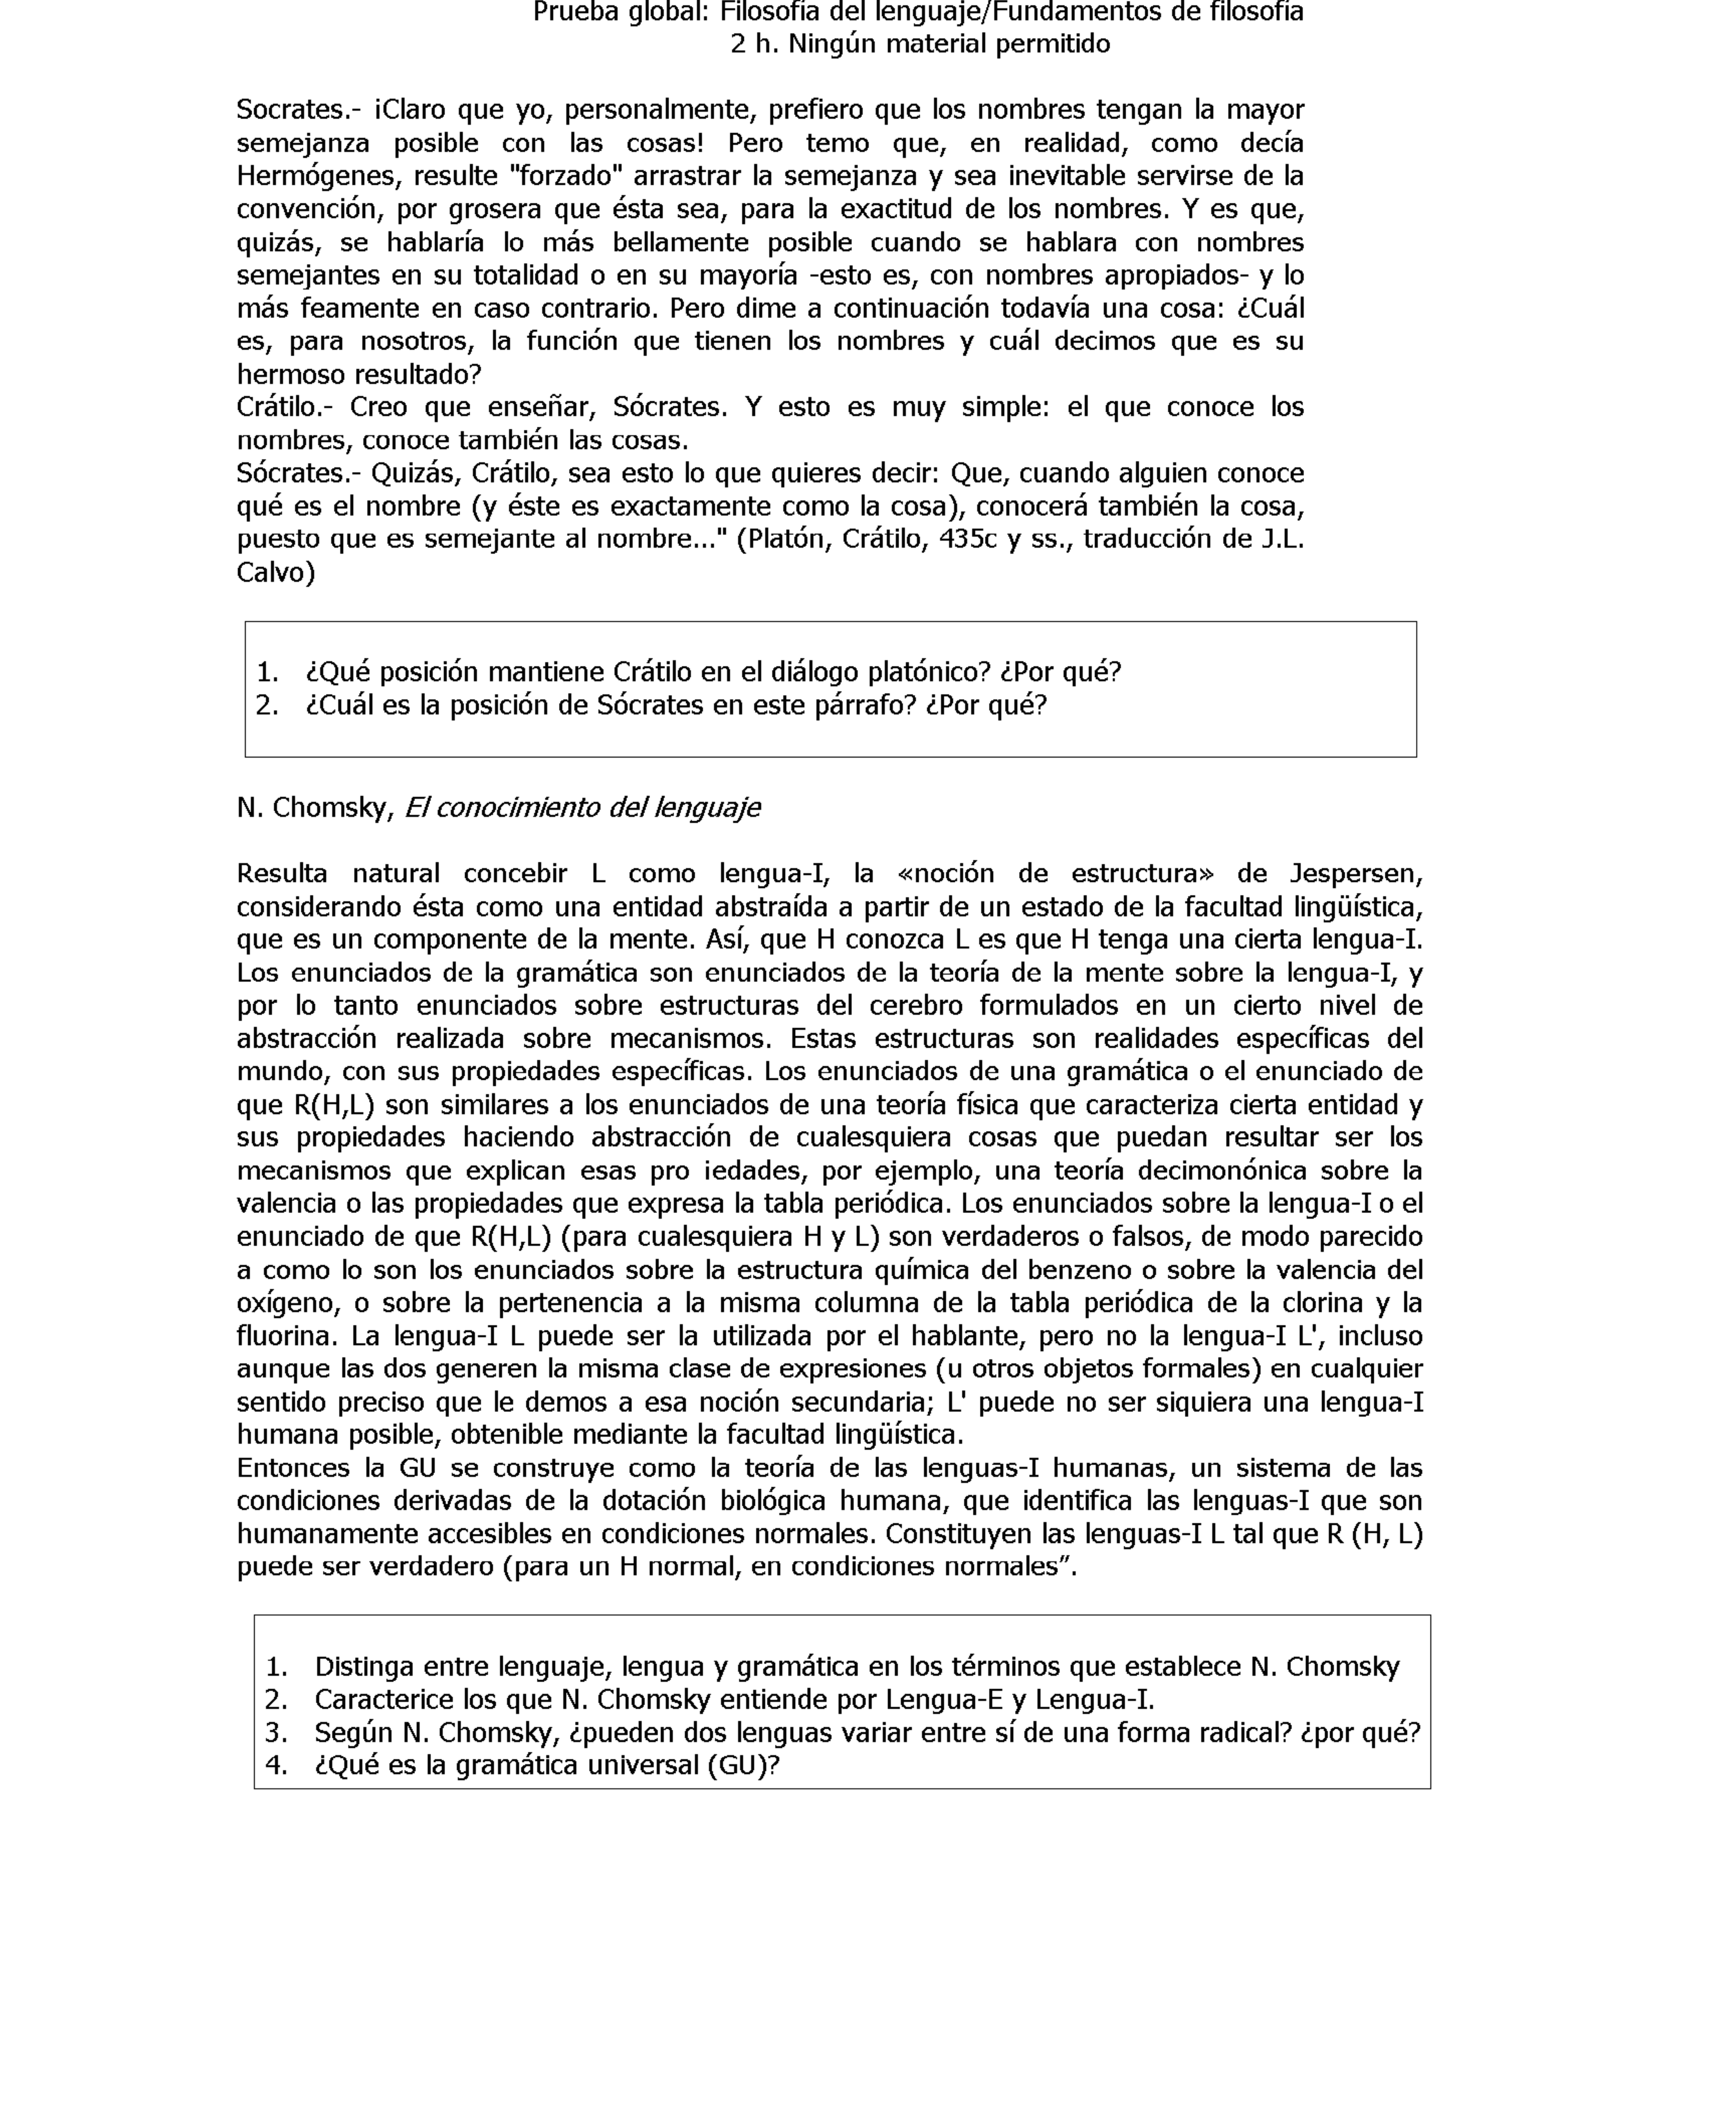 Prueba global: Filosofía del lenguaje/Fundamentos de filosofía
2 h. Ningún material permitido
Socrates.- ¡Claro que yo, personalmente, prefiero que los nombres tengan la mayor
semejanza posible con las cosas! Pero temo que, en realidad, como decía
Hermógenes, resulte "forzado" arrastrar la semejanza y sea inevitable servirse de la
convención, por grosera que ésta sea, para la exactitud de los nombres. Y es que,
quizás, se hablaría lo más bellamente posible cuando se hablara con nombres
semejantes en su totalidad o en su mayoría -esto es, con nombres apropiados- y lo
más feamente en caso contrario. Pero dime a continuación todavía una cosa: ¿Cuál
es, para nosotros, la función que tienen los nombres y cuál decimos que es su
hermoso resultado?
Crátilo.- Creo que enseñar, Sócrates. Y esto es muy simple: el que conoce los
nombres, conoce también las cosas.
Sócrates.- Quizás, Crátilo, sea esto lo que quieres decir: Que, cuando alguien conoce
qué es el nombre (y éste es exactamente como la cosa), conocerá también la cosa,
puesto que es semejante al nombre..." (Platón, Crátilo, 435c y ss., traducción de J.L.
Calvo)
1. ¿Qué posición mantiene Crátilo en el diálogo platónico? ¿Por qué?
2. ¿Cuál es la posición de Sócrates en este párrafo? ¿Por qué?
N. Chomsky, El conocimiento del lenguaje
Resulta natural concebir L como lengua-I, la «noción de estructura» de Jespersen,
considerando ésta como una entidad abstraída a partir de un estado de la facultad lingüística,
que es un componente de la mente. Así, que H conozca L es que H tenga una cierta lengua-I.
Los enunciados de la gramática son enunciados de la teoría de la mente sobre la lengua-I, y
por lo tanto enunciados sobre estructuras del cerebro formulados en un cierto nivel de
abstracción realizada sobre mecanismos. Estas estructuras son realidades específicas del
mundo, con sus propiedades específicas. Los enunciados de una gramática o el enunciado de
que R(H,L) son similares a los enunciados de una teoría física que caracteriza cierta entidad y
sus propiedades haciendo abstracción de cualesquiera cosas que puedan resultar ser los
mecanismos que explican esas pro iedades, por ejemplo, una teoría decimonónica sobre la
valencia o las propiedades que expresa la tabla periódica. Los enunciados sobre la lengua-I o el
enunciado de que R(H,L) (para cualesquiera H y L) son verdaderos o falsos, de modo parecido
a como lo son los enunciados sobre la estructura química del benzeno o sobre la valencia del
oxígeno, o sobre la pertenencia a la misma columna de la tabla periódica de la clorina y la
fluorina. La lengua-I L puede ser la utilizada por el hablante, pero no la lengua-I L', incluso
aunque las dos generen la misma clase de expresiones (u otros objetos formales) en cualquier
sentido preciso que le demos a esa noción secundaria; L' puede no ser siquiera una lengua-I
humana posible, obtenible mediante la facultad lingüística.
Entonces la GU se construye como la teoría de las lenguas-I humanas, un sistema de las
condiciones derivadas de la dotación biológica humana, que identifica las lenguas-I que son
humanamente accesibles en condiciones normales. Constituyen las lenguas-I L tal que R (H, L)
puede ser verdadero (para un H normal, en condiciones normales”.
1. Distinga entre lenguaje, lengua y gramática en los términos que establece N. Chomsky
2. Caracterice los que N. Chomsky entiende por Lengua-E y Lengua-I.
3. Según N. Chomsky, ¿pueden dos lenguas variar entre sí de una forma radical? ¿por qué?
4. ¿Qué es la gramática universal (GU)?